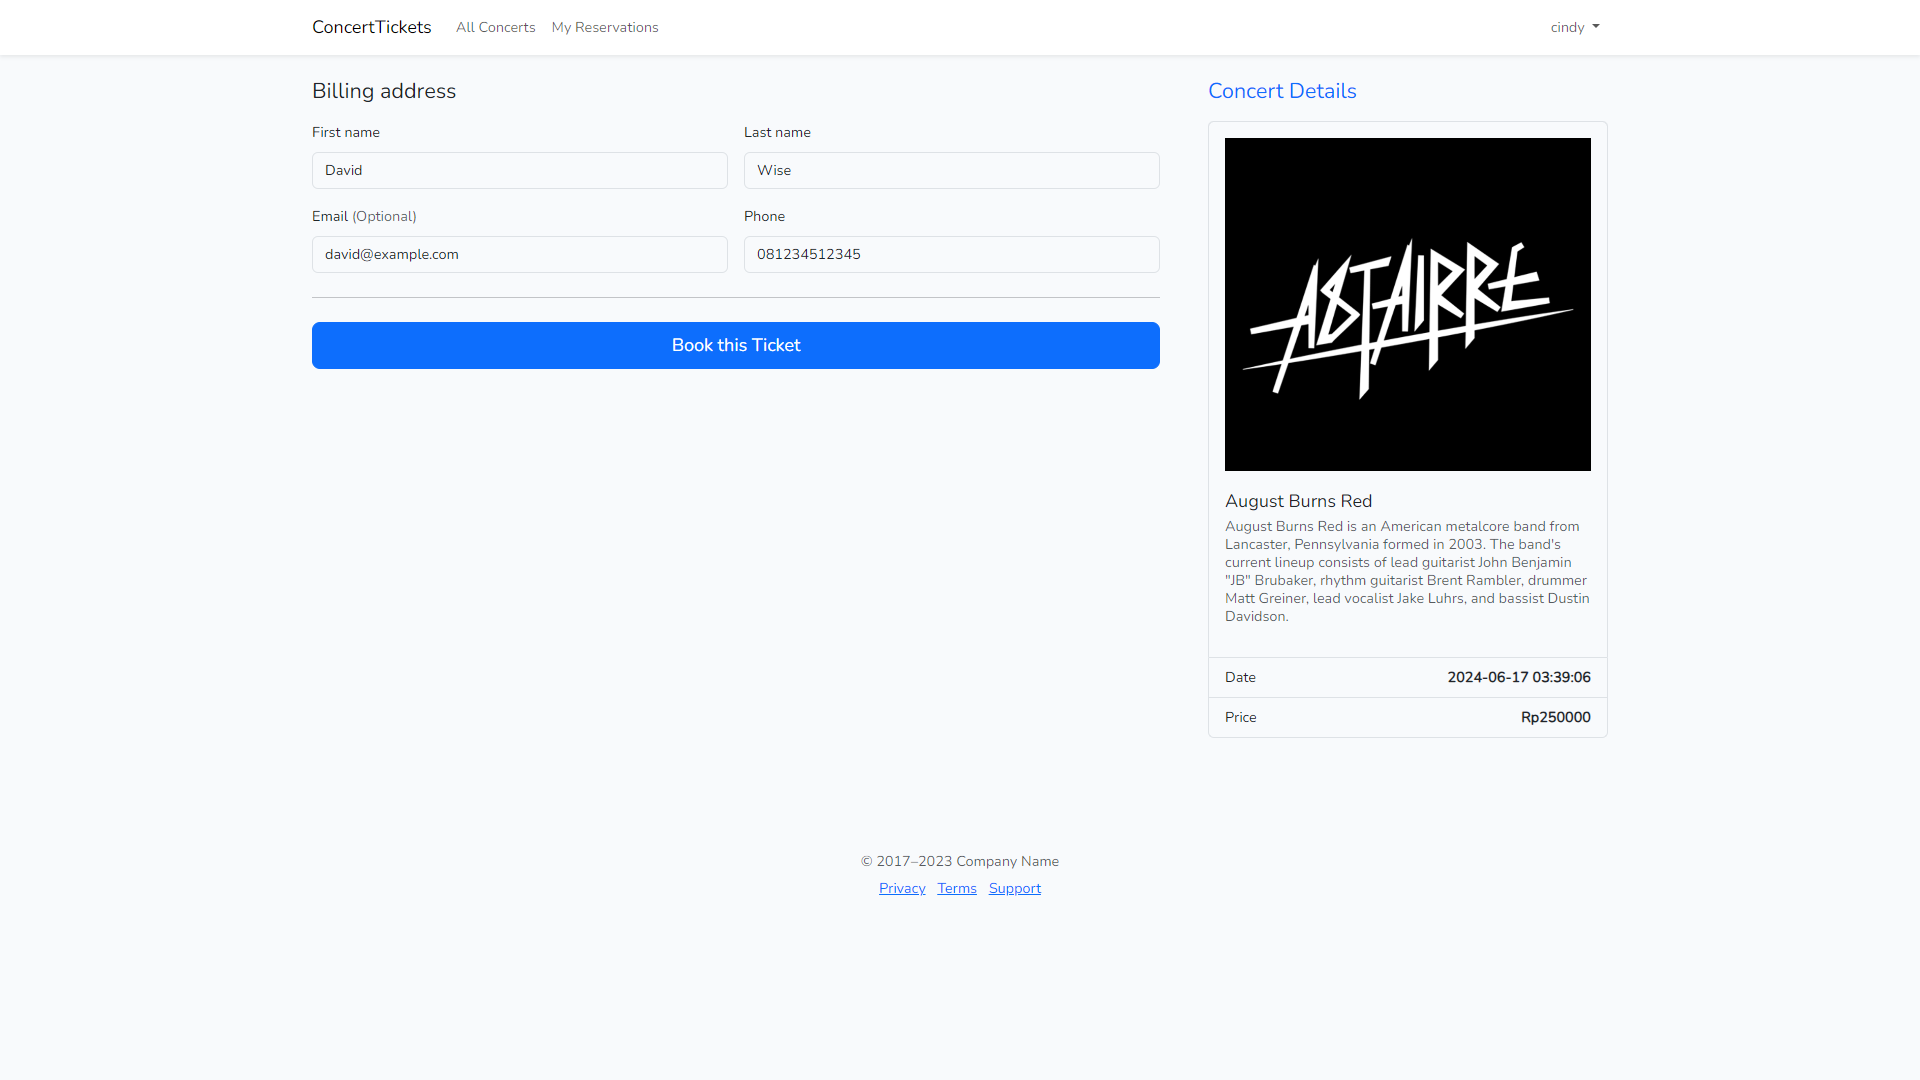 ConcertTickets All Concerts My Reservations cindy
Billing address
First name Last name
David Wise
Email (Optional) Phone
david@example.com 081234512345
Book this Ticket
Concert Details
ASTAIRRE
August Burns Red
August Burns Red is an American metalcore band from
Lancaster, Pennsylvania formed in 2003. The band's
current lineup consists of lead guitarist John Benjamin
"JB" Brubaker, rhythm guitarist Brent Rambler, drummer
Matt Greiner, lead vocalist Jake Luhrs, and bassist Dustin
Davidson.
Date 2024-06-17 03:39:06
Price Rp250000
© 2017–2023 Company Name
Privacy Terms Support